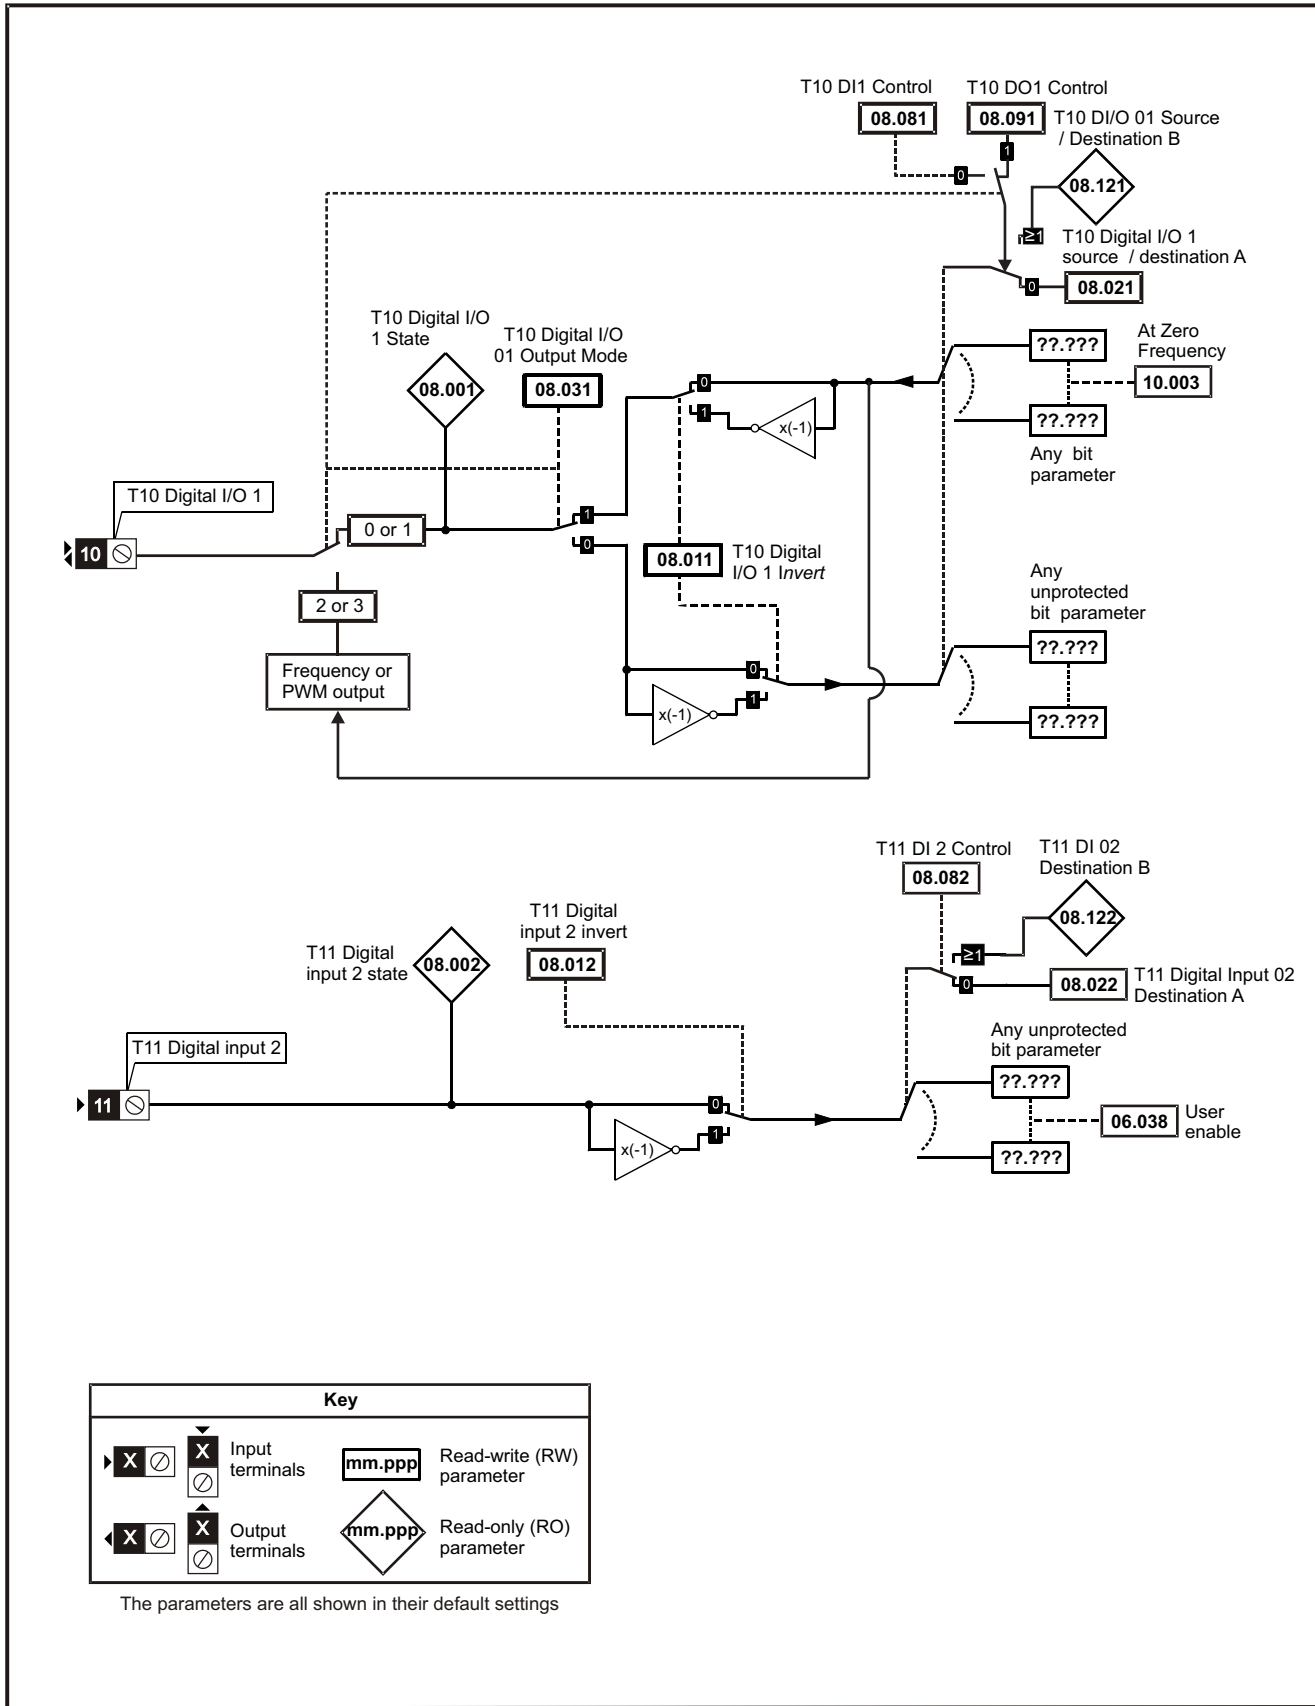 T10 DI1 Control
T10 DO1 Control
08.081
08.091
T10 DI/O 01 Source
/ Destination B
1
0
08.121
≥1
T10 Digital I/O 1
source / destination A
0
08.021
T10 Digital I/O
1 State
T10 Digital I/O
01 Output Mode
08.001
08.031
0
1
x(-1)
??.???
At Zero
Frequency
10.003
??.???
Any bit
parameter
T10 Digital I/O 1
10
0 or 1
1
0
08.011
T10 Digital
I/O 1 Invert
2 or 3
Frequency or
PWM output
Any
unprotected
bit parameter
0
1
x(-1)
??.???
??.???
T11 DI 2 Control
08.082
T11 DI 02
Destination B
08.122
≥1
0
08.022
T11 Digital Input 02
Destination A
T11 Digital
input 2 state
08.002
T11 Digital
input 2 invert
08.012
T11 Digital input 2
11
0
1
x(-1)
Any unprotected
bit parameter
??.???
06.038
User
enable
??.???
Key
X
X
Input
terminals
mm.ppp
Read-write (RW)
parameter
X
X
Output
terminals
mm.ppp
Read-only (RO)
parameter
The parameters are all shown in their default settings